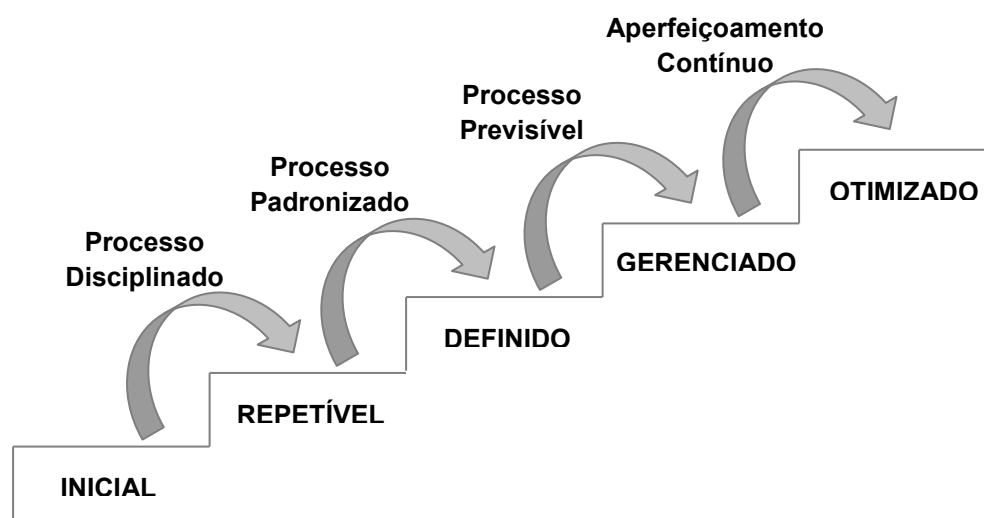 Aperfeiçoamento
Contínuo
Processo
Previsível
Processo
Padronizado
Processo
Disciplinado
OTIMIZADO
GERENCIADO
DEFINIDO
REPETÍVEL
INICIAL